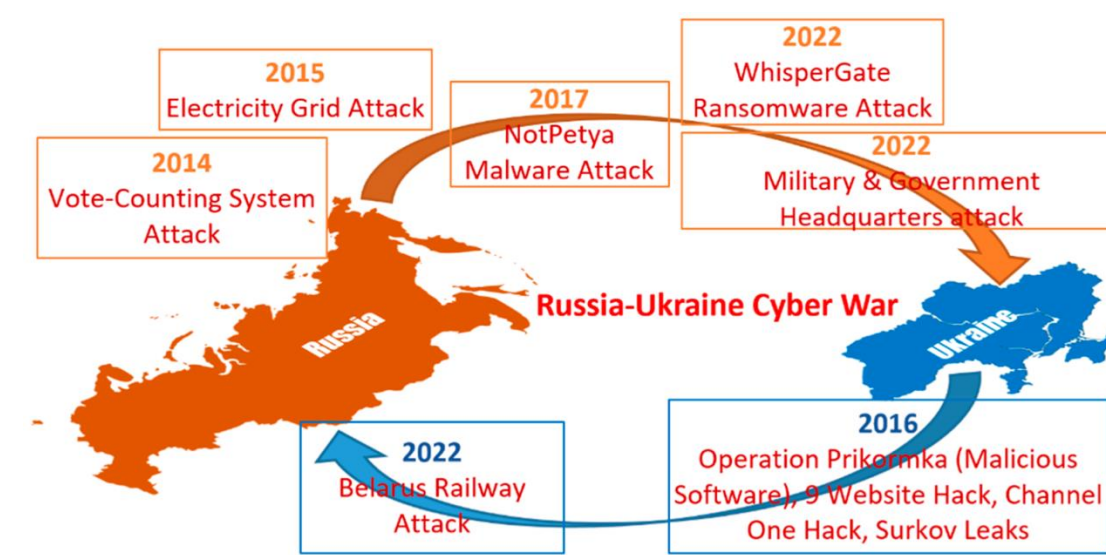 2014
Vote-Counting System
Attack
2015
Electricity Grid Attack
2017
NotPetya
Malware Attack
2022
WhisperGate
Ransomware Attack
2022
Military & Government
Headquarters attack
Russia
Russia-Ukraine Cyber War
Ukraine
2022
Belarus Railway
Attack
2016
Operation Prikormka (Malicious
Software), 9 Website Hack, Channel
One Hack, Surkov Leaks